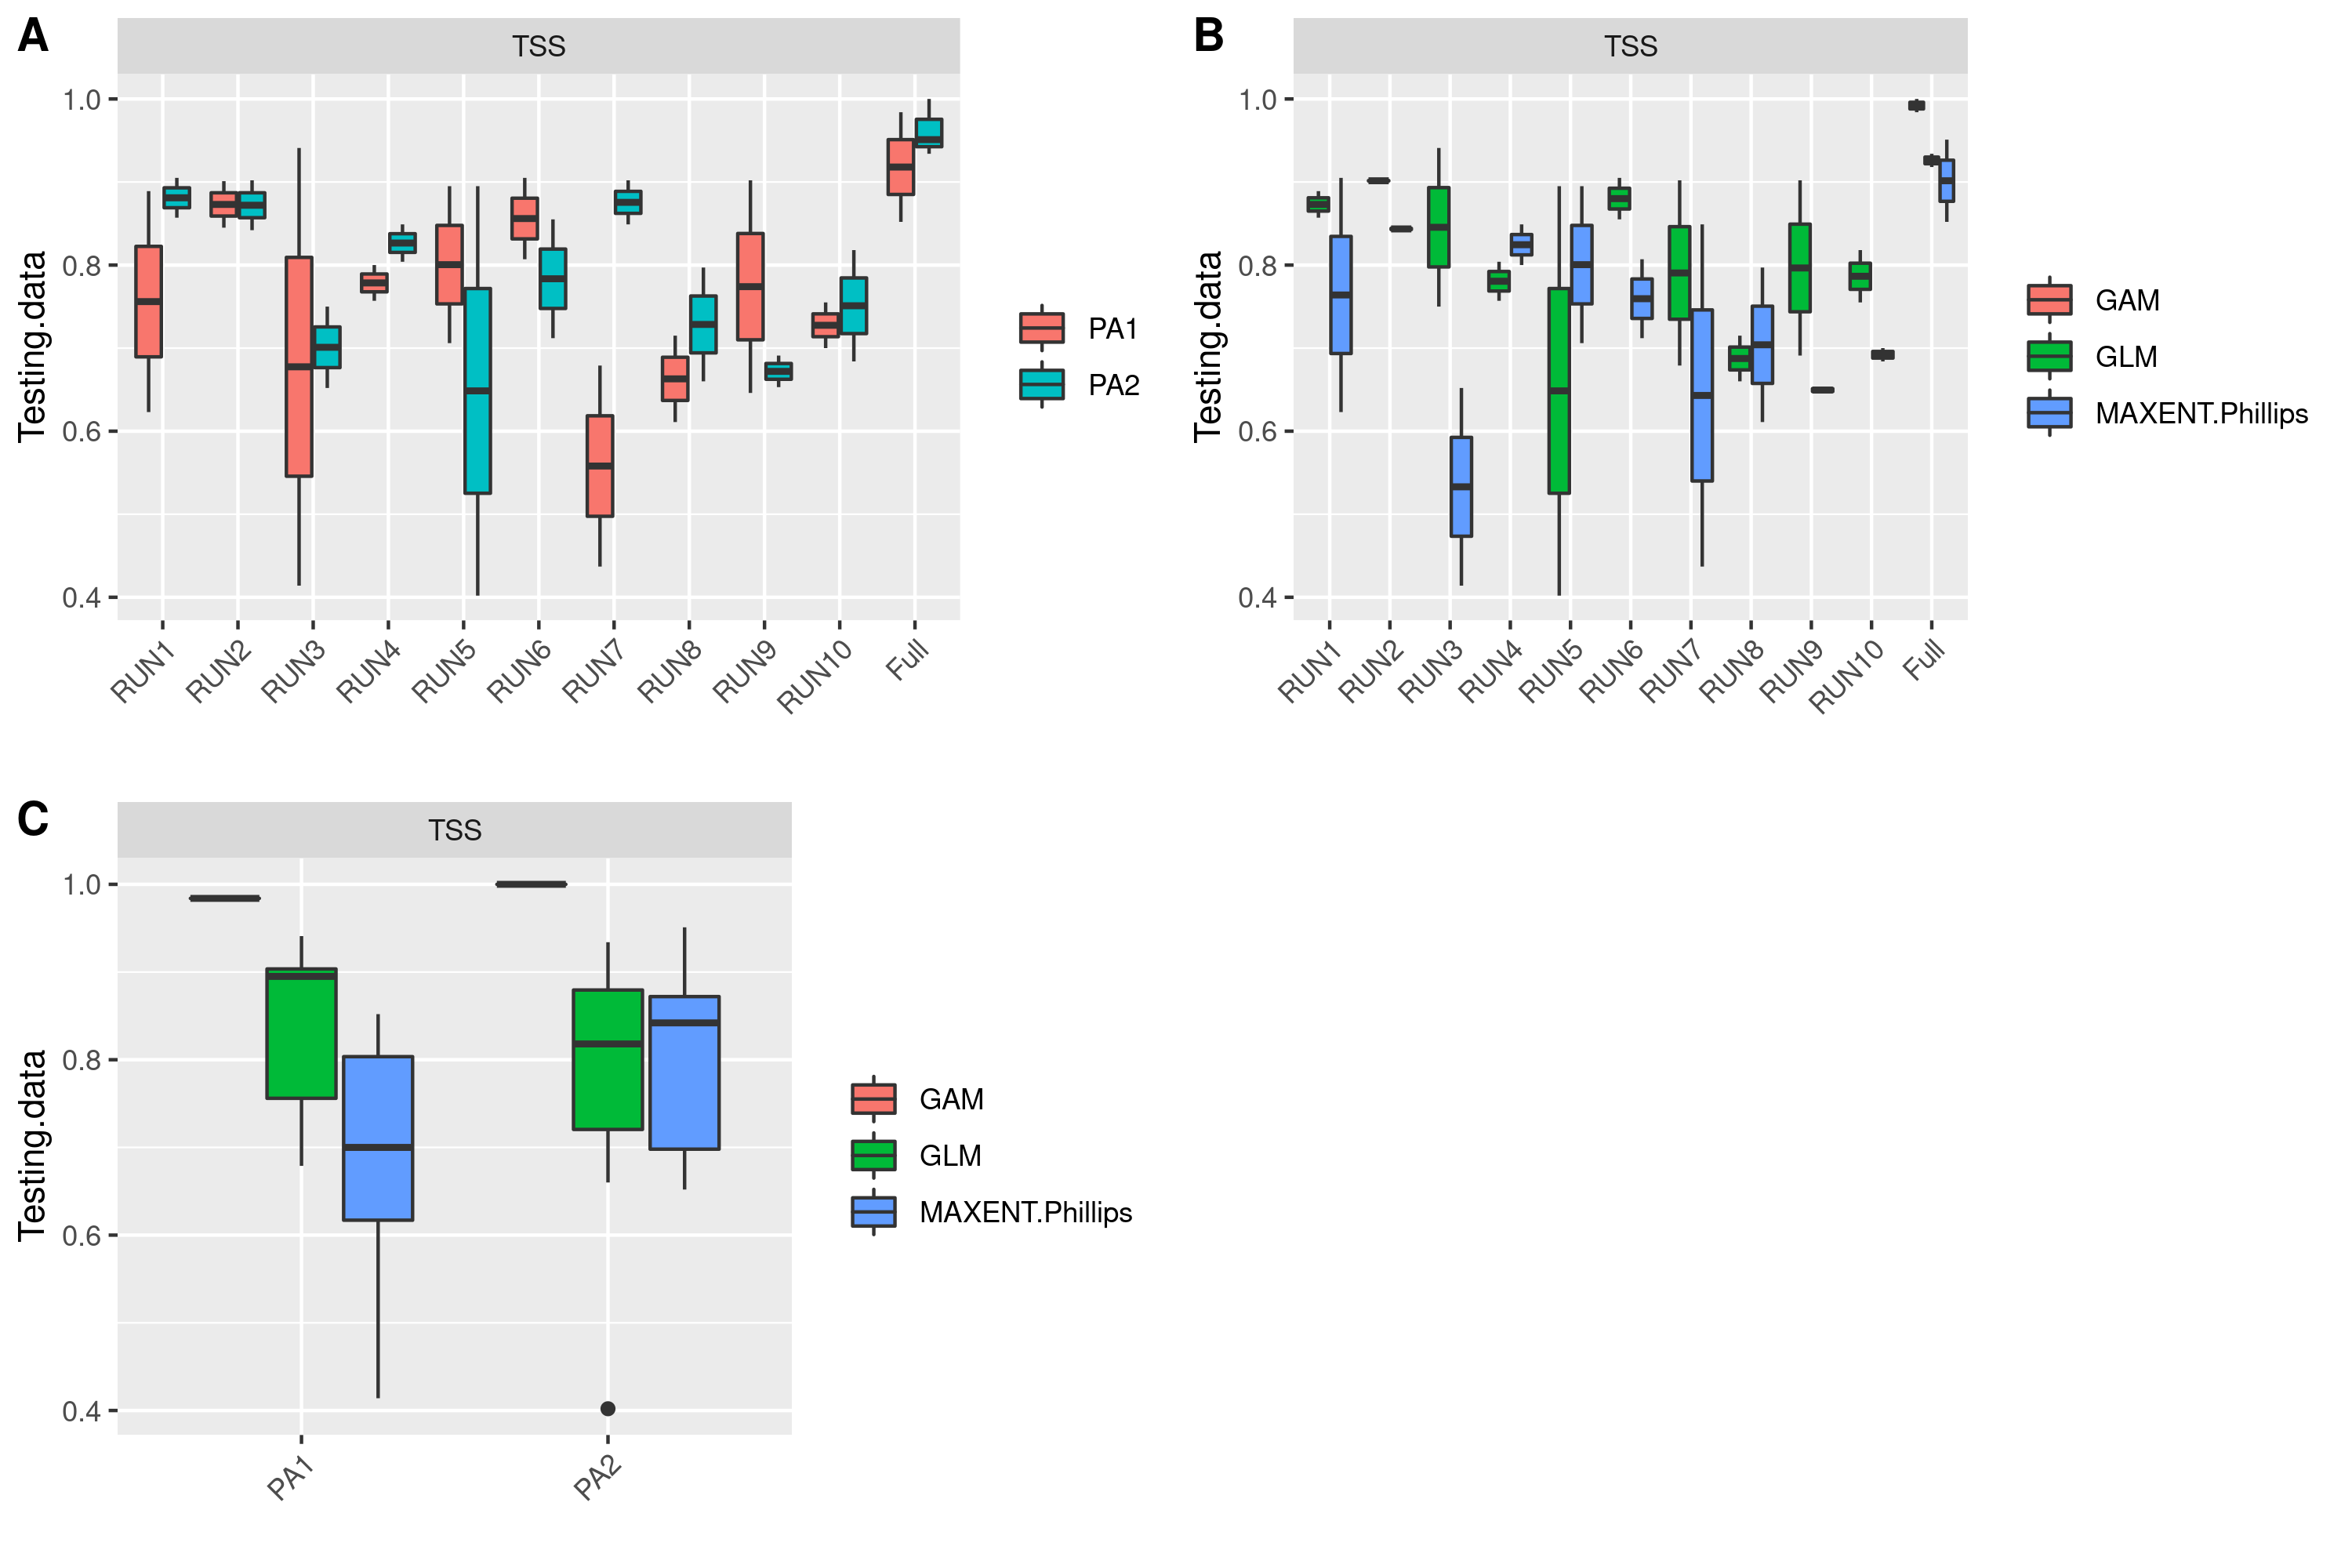 A
TSS
Testing.data
1.0
0.8
0.6
0.4
RUN1 RUN2 RUN3 RUN4 RUN5 RUN6 RUN7 RUN8 RUN9 RUN10 Full
PA1
PA2
B
TSS
Testing.data
1.0
0.8
0.6
0.4
RUN1 RUN2 RUN3 RUN4 RUN5 RUN6 RUN7 RUN8 RUN9 RUN10 Full
GAM
GLM
MAXENT.Phillips
C
TSS
Testing.data
1.0
0.8
0.6
0.4
PA1 PA2
GAM
GLM
MAXENT.Phillips